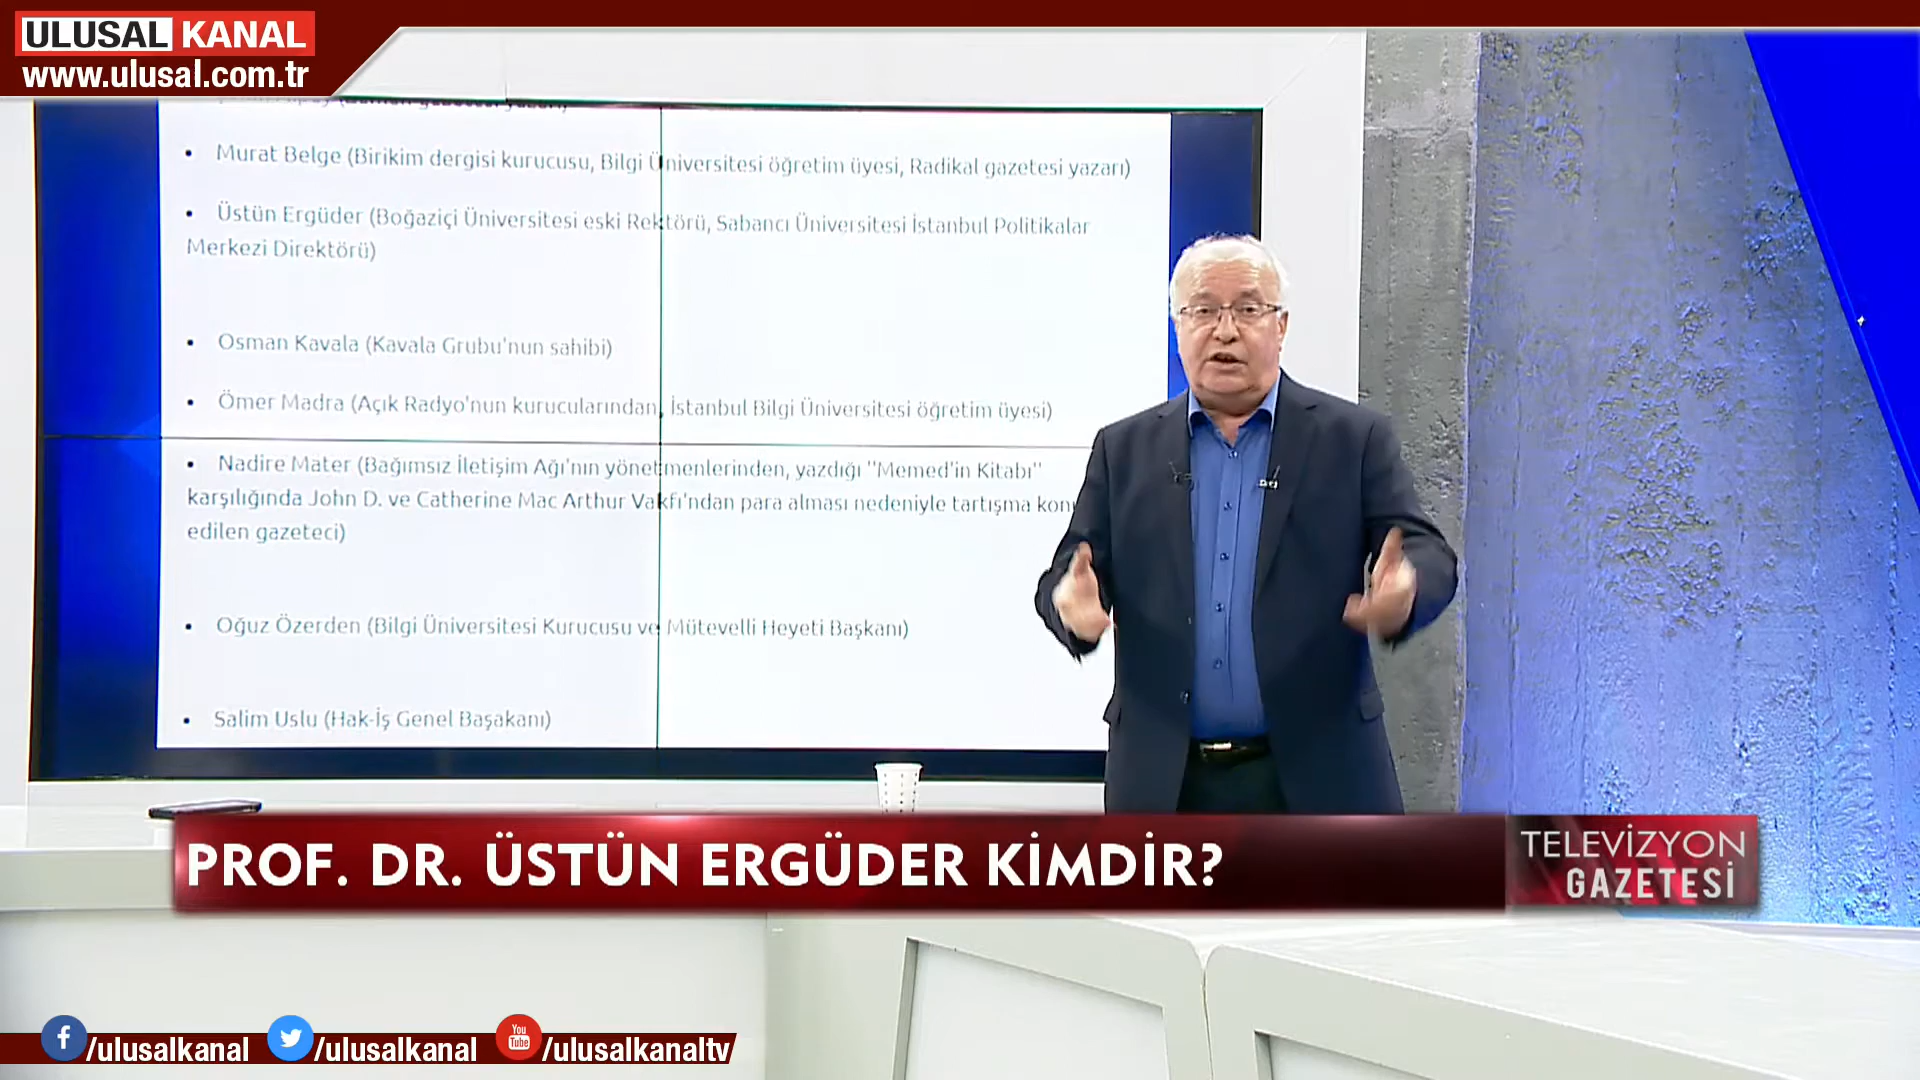 ULUSAL KANAL
www.ulusal.com.tr
• Murat Belge (Birikim dergisi kurucusu, Bilgi Üniversitesi öğretim üyesi, Radikal gazetesi yazarı)
• Üstün Ergüder (Boğaziçi Üniversitesi eski Rektörü, Sabancı Üniversitesi İstanbul Politikalar
Merkezi Direktörü)
• Osman Kavala (Kavala Grubu'nun sahibi)
• Ömer Madra (Açık Radyo'nun kurucularından, İstanbul Bilgi Üniversitesi öğretim üyesi)
• Nadire Mater (Bağımsız İletişim Ağı'nın yönetmenlerinden, yazdığı "Memed'in Kitabı"
karşılığında John D. ve Catherine Mac Arthur Vakfı'ndan para alması nedeniyle tartışma
edilen gazeteci)
• Oğuz Özerden (Bilgi Üniversitesi Kurucusu ve Mütevelli Heyeti Başkanı)
• Salim Uslu (Hak-İş Genel Başakanı)
PROF. DR. ÜSTÜN ERGÜDER KİMDİR?
TELEVİZYON
GAZETESİ
/ulusalkanal /ulusalkanal You Tube /ulusalkanaltv